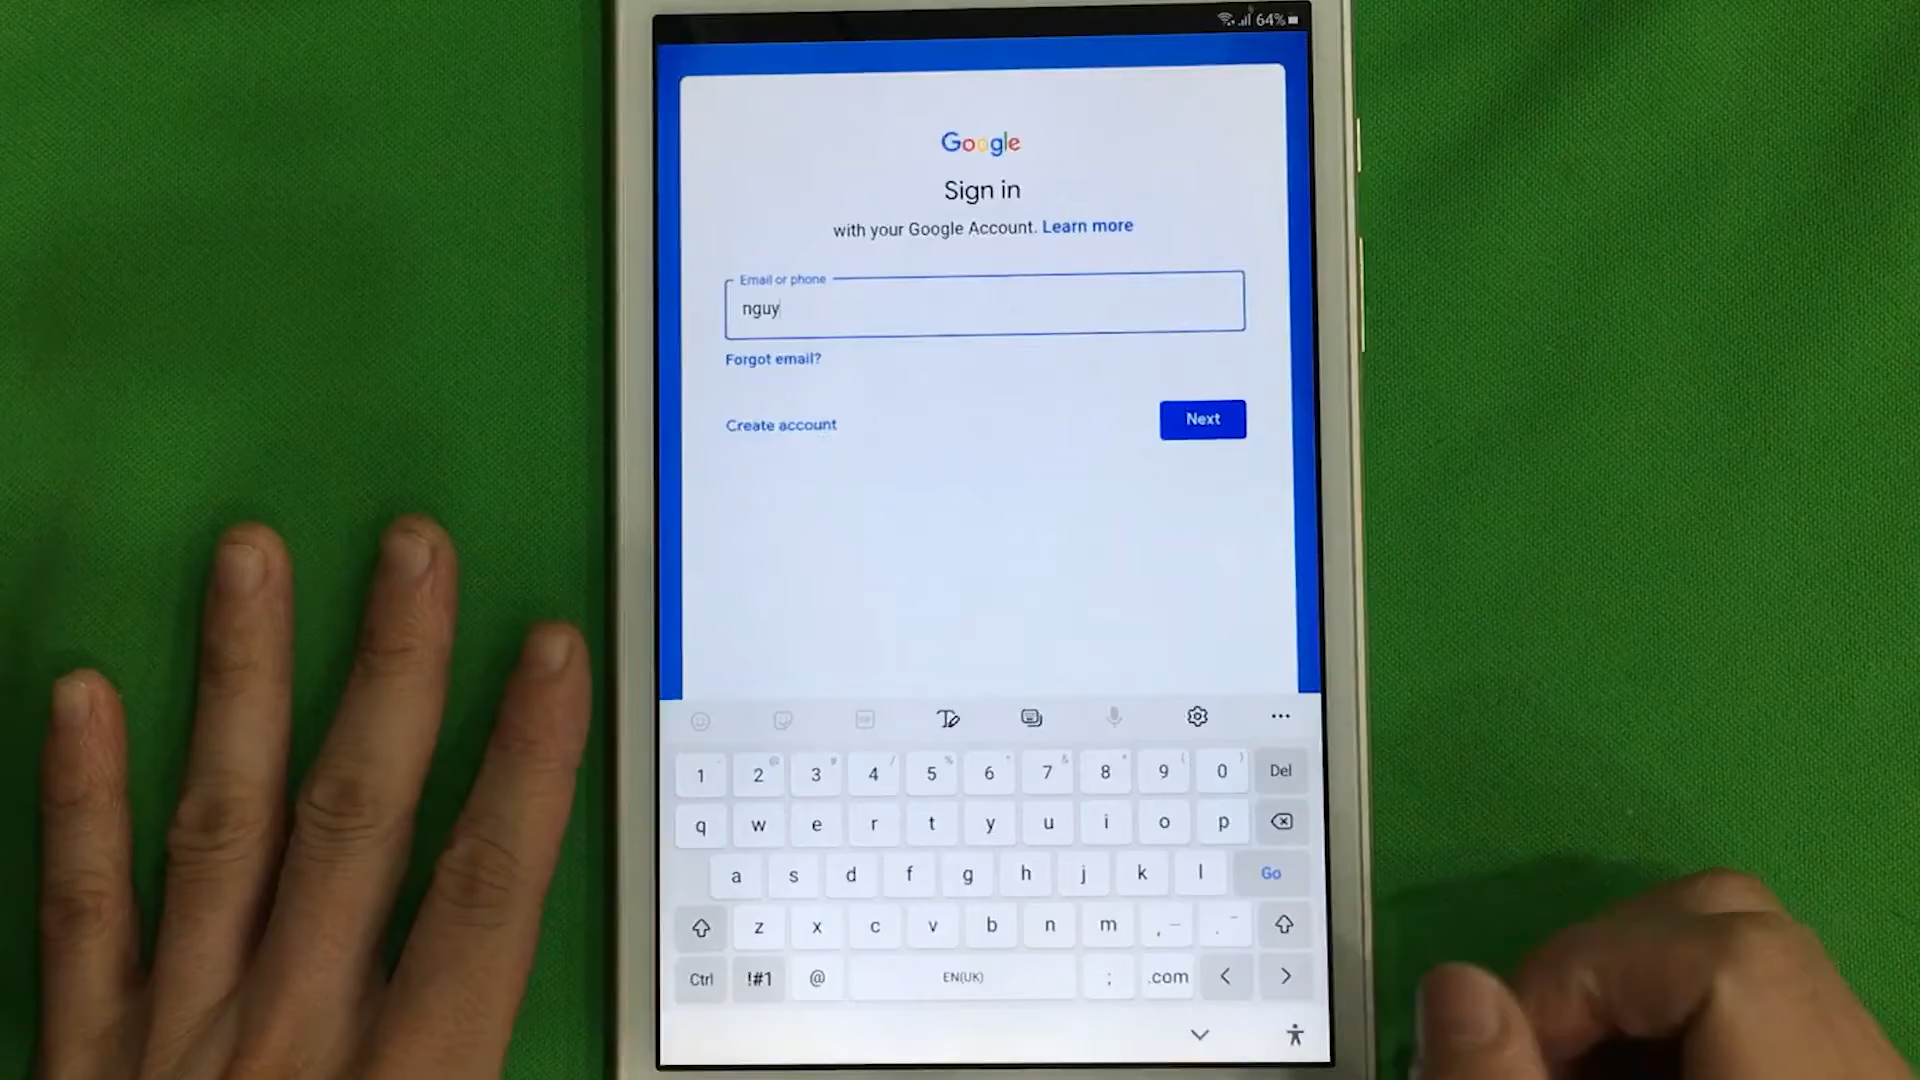 64%
Google
Sign in
with your Google Account. Learn more
Email or phone
nguy
Forgot email?
Create account
Next
1 2 3 4 5 6 7 8 9 0 Del
q w e r t y u i o p
a s d f g h j k l Go
z x c v b n m , .
Ctrl !#1 @ EN(UK) ; .com < >